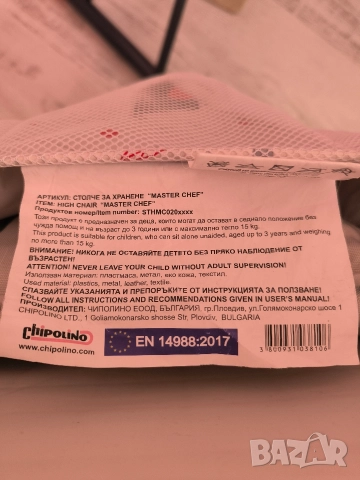 АРТИКУЛ: СТОЛЧЕ ЗА ХРАНЕНЕ "MASTER CHEF"
ITEM: HIGH CHAIR "MASTER CHEF"
Продуктов номер/Item number: STHMC020xxxx
Този продукт е предназначен за деца, които могат да остават в седнало положение без
чужда помощ и на възраст до 3 години или с максимално тегло 15 kg.
This product is suitable for children, who can sit alone unaided, aged up to 3 years and weighing
no more than 15 kg.
ВНИМАНИЕ: НИКОГА НЕ ОСТАВЯЙТЕ ДЕТЕТО БЕЗ ПРЯКО НАБЛЮДЕНИЕ ОТ
ВЪЗРАСТЕН!
ATTENTION! NEVER LEAVE YOUR CHILD WITHOUT ADULT SUPERVISION!
Използван материал: пластмаса, метал, еко кожа, текстил.
Used material: plastics, metal, leather, textile.
СПАЗВАЙТЕ УКАЗАНИЯТА И ПРЕПОРЪКИТЕ ОТ ИНСТРУКЦИЯТА ЗА ПОЛЗВАНЕ!
FOLLOW ALL INSTRUCTIONS AND RECOMMENDATIONS GIVEN IN USER'S MANUAL!
ПРОИЗВОДИТЕЛ: ЧИПОЛИНО ЕООД, БЪЛГАРИЯ, гр.Пловдив, ул.Голямоконарско шосе 1
CHIPOLINO LTD., 1 Goliamokonarsko shosse Str, Plovdiv, BULGARIA
chipolino
www.chipolino.com
EN 14988:2017
3 800931 038106
BAZAR
bg